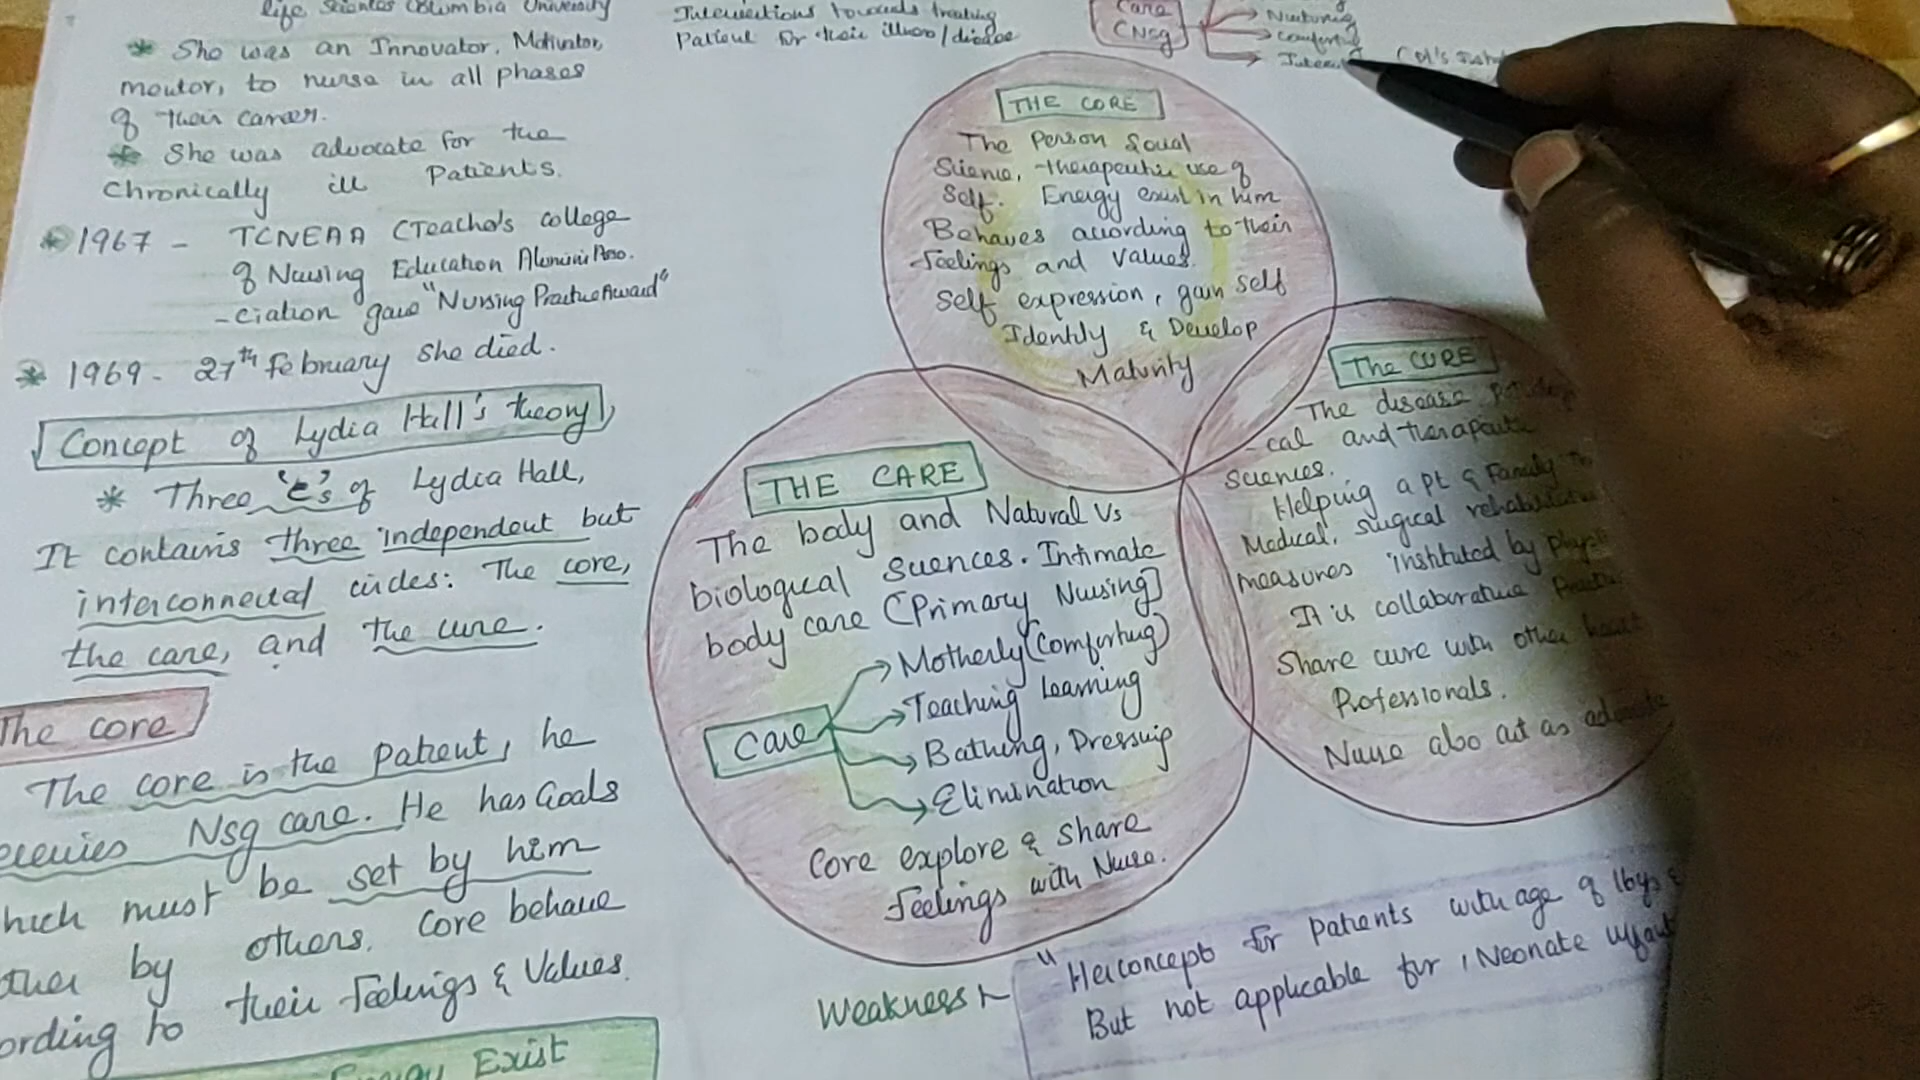 life Sciences Columbia University
* She was an Innovator, Motivator,
mentor, to nurse in all phases
of their career.
* She was advocate for the
Chronically ill Patients.
* 1967 - TCNEAA (Teacher's college
of Nursing Education Alumini Asso.
-ciation gave "Nursing Practice Award"
* 1969 - 27th February she died.
Concept of Lydia Hall's theory
* Three 'C's of Lydia Hall,
It contains three independent but
interconnected circles: The core,
the care, and the cure.
The core
The core is the patient, he
Nsg care. He has Goals
which must be set by him
by others. Core behave
to their feelings & Values.
Energy Exist
Interventions towards treating
Patient for their illness/disease
Care
(Nsg)
Nurturing
Comforting
THE CORE
The Person Soual
Science, therapeutic use of
Self. Energy exist in him
Behaves according to their
feelings and values.
Self expression, gain self
Identity & Develop
Maturity
THE CARE
The body and Natural Vs
biological Suences. Intimate
body care (Primary Nursing]
Care
Motherly (Comforting)
Teaching learning
Bathing, Dressing
Elimination
Core explore & share
feelings with Nurse.
The CURE
The disease
-cal and therapeutic
Sciences.
Helping a pt & Family
Medical, surgical
measures instituted by
It is collaborative
Share cure with other
Professionals.
Nurse also act as
Weakness
"Her concept for patients with age of 16yrs &
But not applicable for, Neonate